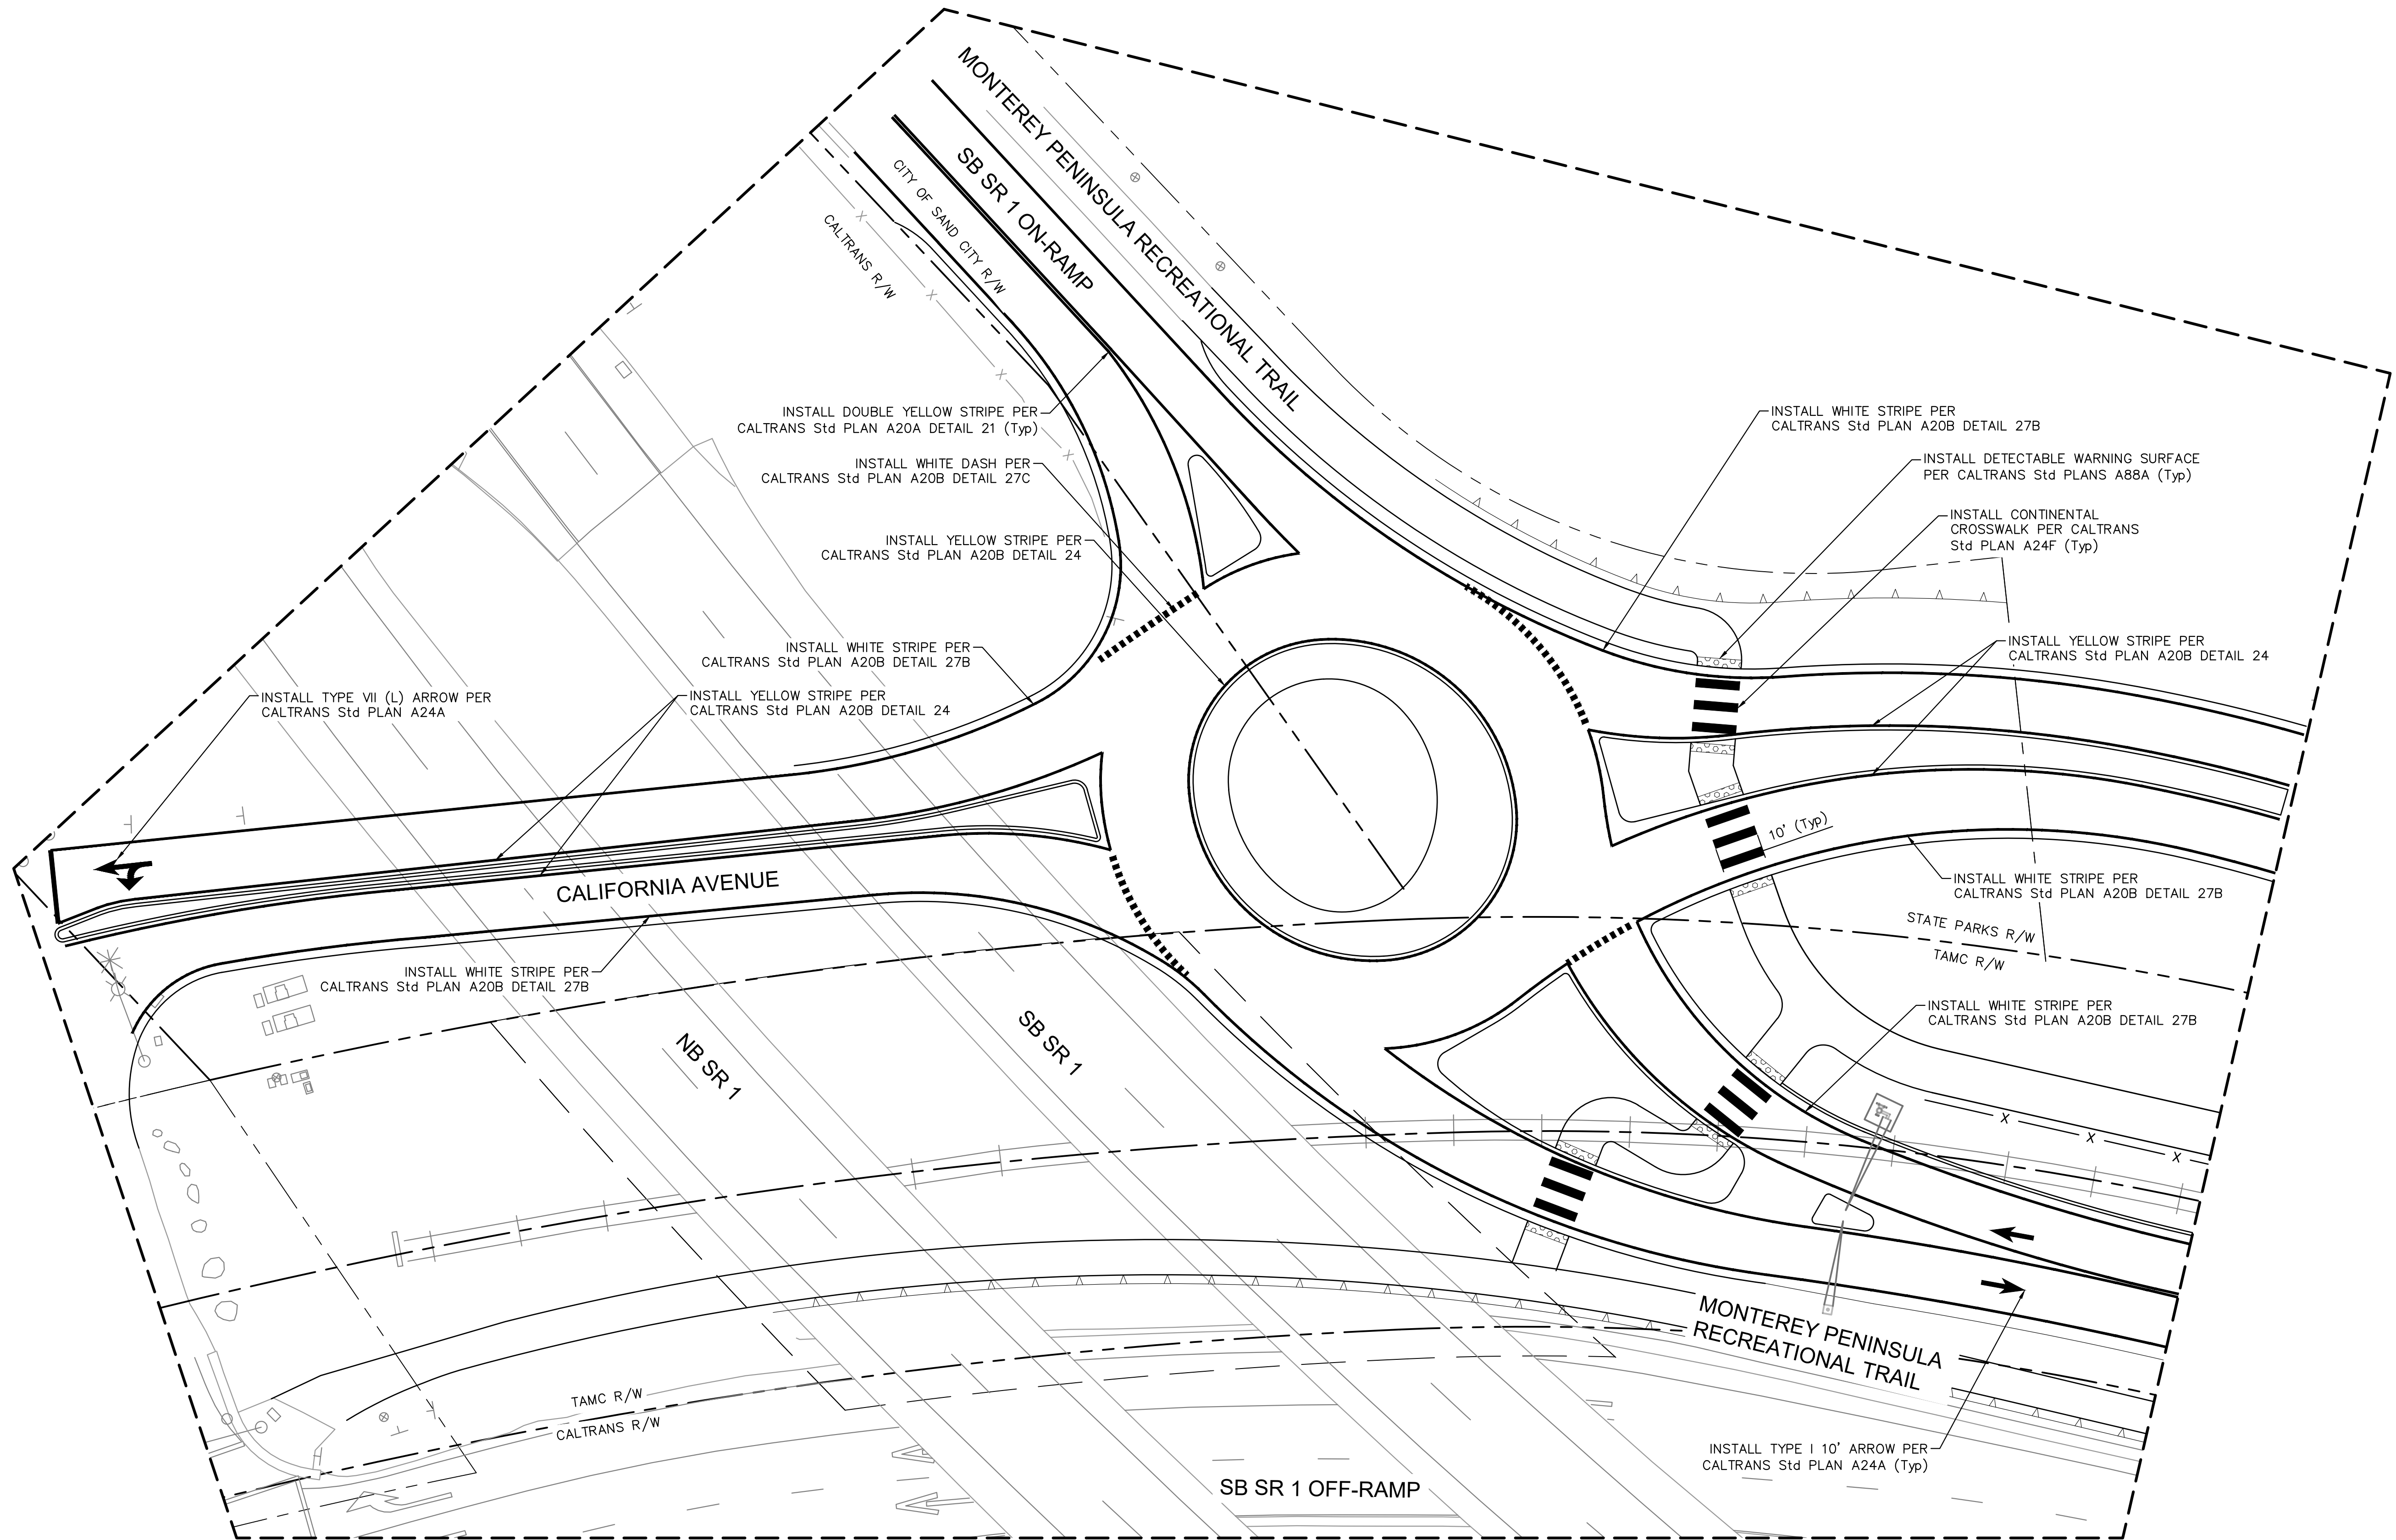 MONTEREY PENINSULA RECREATIONAL TRAIL
SB SR 1 ON-RAMP
CITY OF SAND CITY R/W
CALTRANS R/W
INSTALL DOUBLE YELLOW STRIPE PER
CALTRANS Std PLAN A20A DETAIL 21 (Typ)
INSTALL WHITE DASH PER
CALTRANS Std PLAN A20B DETAIL 27C
INSTALL YELLOW STRIPE PER
CALTRANS Std PLAN A20B DETAIL 24
INSTALL WHITE STRIPE PER
CALTRANS Std PLAN A20B DETAIL 27B
INSTALL DETECTABLE WARNING SURFACE
PER CALTRANS Std PLANS A88A (Typ)
INSTALL CONTINENTAL
CROSSWALK PER CALTRANS
Std PLAN A24F (Typ)
INSTALL YELLOW STRIPE PER
CALTRANS Std PLAN A20B DETAIL 24
INSTALL WHITE STRIPE PER
CALTRANS Std PLAN A20B DETAIL 27B
INSTALL YELLOW STRIPE PER
CALTRANS Std PLAN A20B DETAIL 24
INSTALL TYPE VII (L) ARROW PER
CALTRANS Std PLAN A24A
10' (Typ)
CALIFORNIA AVENUE
INSTALL WHITE STRIPE PER
CALTRANS Std PLAN A20B DETAIL 27B
STATE PARKS R/W
TAMC R/W
INSTALL WHITE STRIPE PER
CALTRANS Std PLAN A20B DETAIL 27B
INSTALL WHITE STRIPE PER
CALTRANS Std PLAN A20B DETAIL 27B
NB SR 1
SB SR 1
X
X
X
X
X
X
X
X
MONTEREY PENINSULA
RECREATIONAL TRAIL
TAMC R/W
CALTRANS R/W
INSTALL TYPE I 10' ARROW PER
CALTRANS Std PLAN A24A (Typ)
SB SR 1 OFF-RAMP